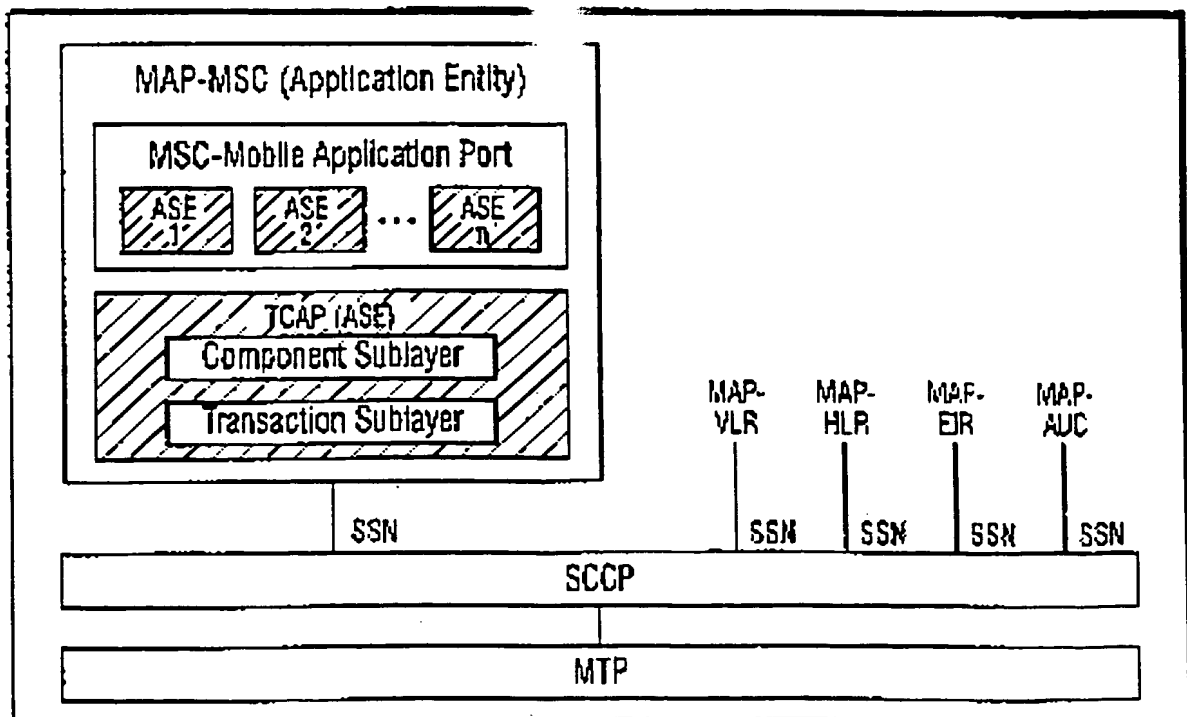 MAP-MSC (Application Entity)
MSC-Mobile Application Port
ASE 1
ASE 2
...
ASE n
TCAP (ASE)
Component Sublayer
Transaction Sublayer
MAP-VLR
MAP-HLR
MAP-EIR
MAP-AUC
SSN
SSN
SSN
SSN
SSN
SCCP
MTP